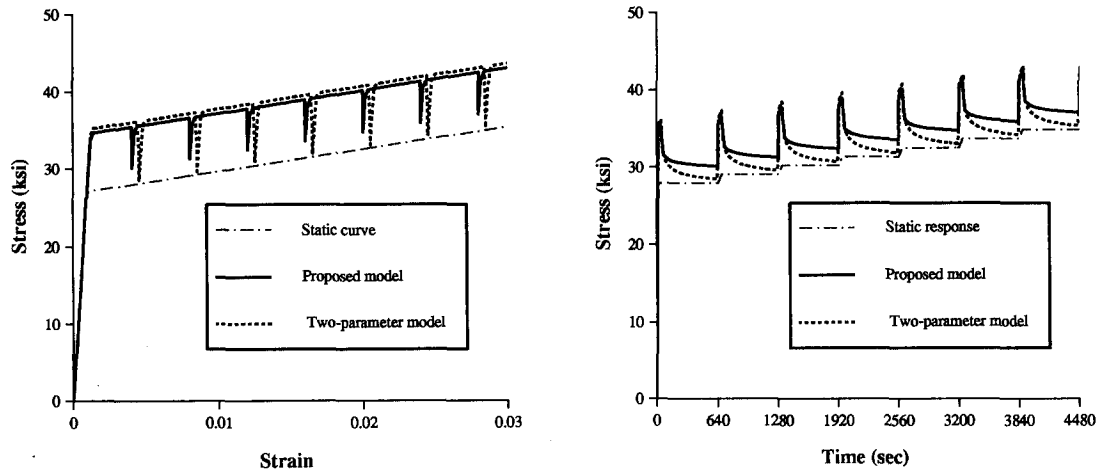 50
40
30
20
10
0
Stress (ksi)
0
0.01
0.02
0.03
Strain
Static curve
Proposed model
Two-parameter model
50
40
30
20
10
0
Stress (ksi)
0
640
1280
1920
2560
3200
3840
4480
Time (sec)
Static response
Proposed model
Two-parameter model